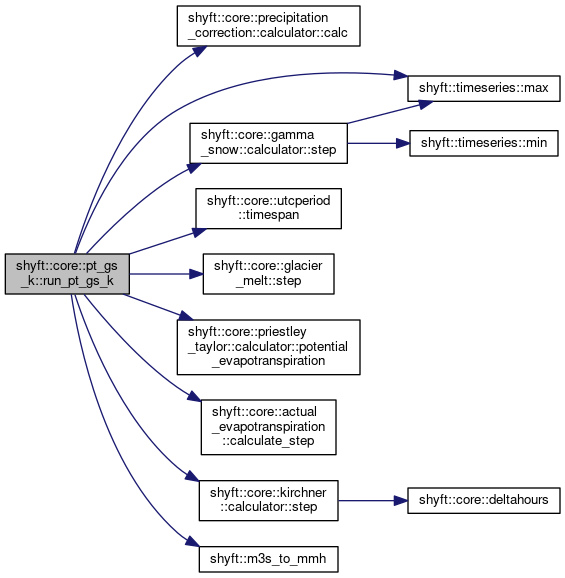 shyft::core::precipitation
_correction::calculator::calc
shyft::timeseries::max
shyft::core::gamma
_snow::calculator::step
shyft::timeseries::min
shyft::core::utcperiod
::timespan
shyft::core::pt_gs
_k::run_pt_gs_k
shyft::core::glacier
_melt::step
shyft::core::priestley
_taylor::calculator::potential
_evapotranspiration
shyft::core::actual
_evapotranspiration
::calculate_step
shyft::core::kirchner
::calculator::step
shyft::core::deltahours
shyft::m3s_to_mmh